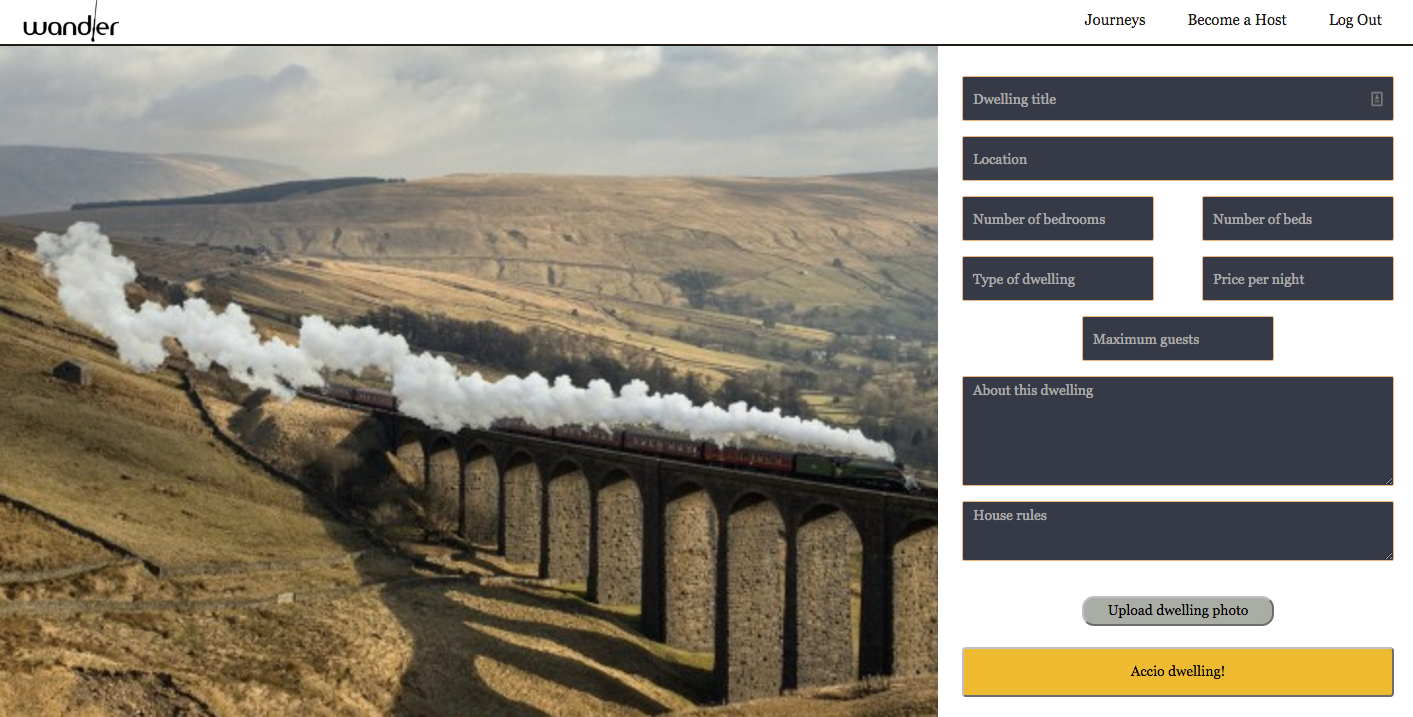 wander
Journeys Become a Host Log Out
Dwelling title
Location
Number of bedrooms Number of beds
Type of dwelling Price per night
Maximum guests
About this dwelling
House rules
Upload dwelling photo
Accio dwelling!